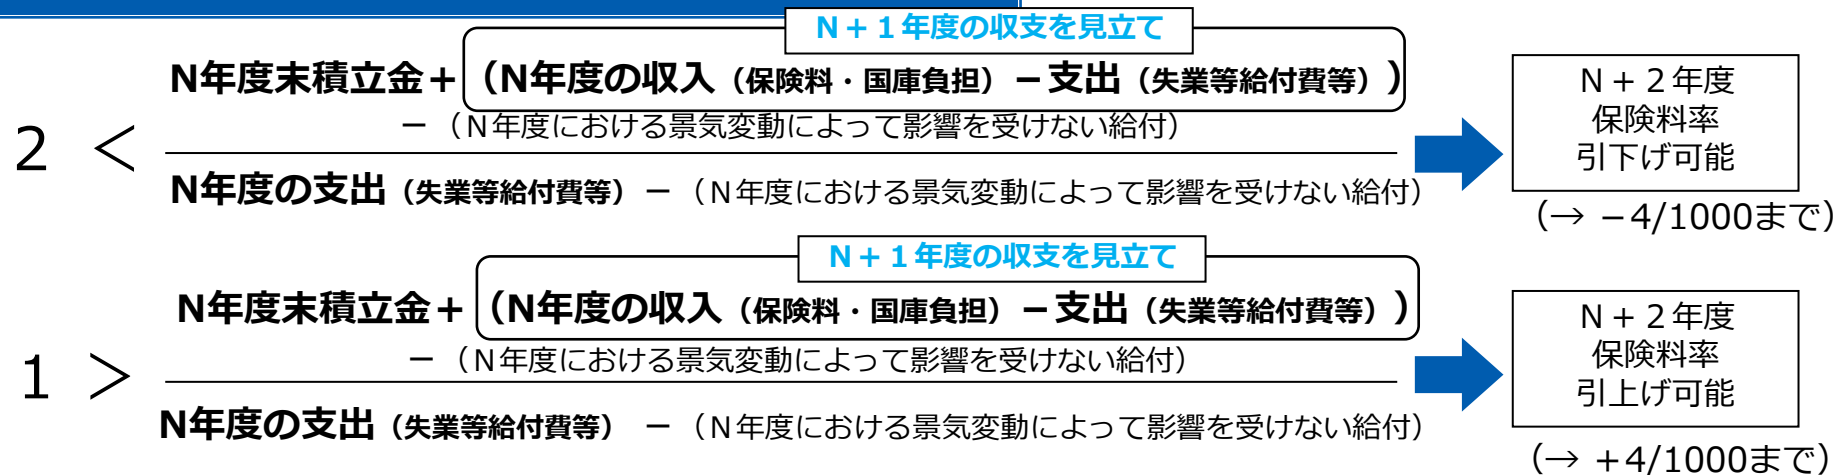 N+1年度の収支を見立て
N年度末積立金+(N年度の収入(保険料・国庫負担)-支出(失業等給付費等))
-(N年度における景気変動によって影響を受けない給付)
2 <
N年度の支出(失業等給付費等)-(N年度における景気変動によって影響を受けない給付)
N+2年度
保険料率
引下げ可能
(→ -4/1000まで)
N+1年度の収支を見立て
N年度末積立金+(N年度の収入(保険料・国庫負担)-支出(失業等給付費等))
-(N年度における景気変動によって影響を受けない給付)
1 >
N年度の支出(失業等給付費等) -(N年度における景気変動によって影響を受けない給付)
N+2年度
保険料率
引上げ可能
(→ +4/1000まで)